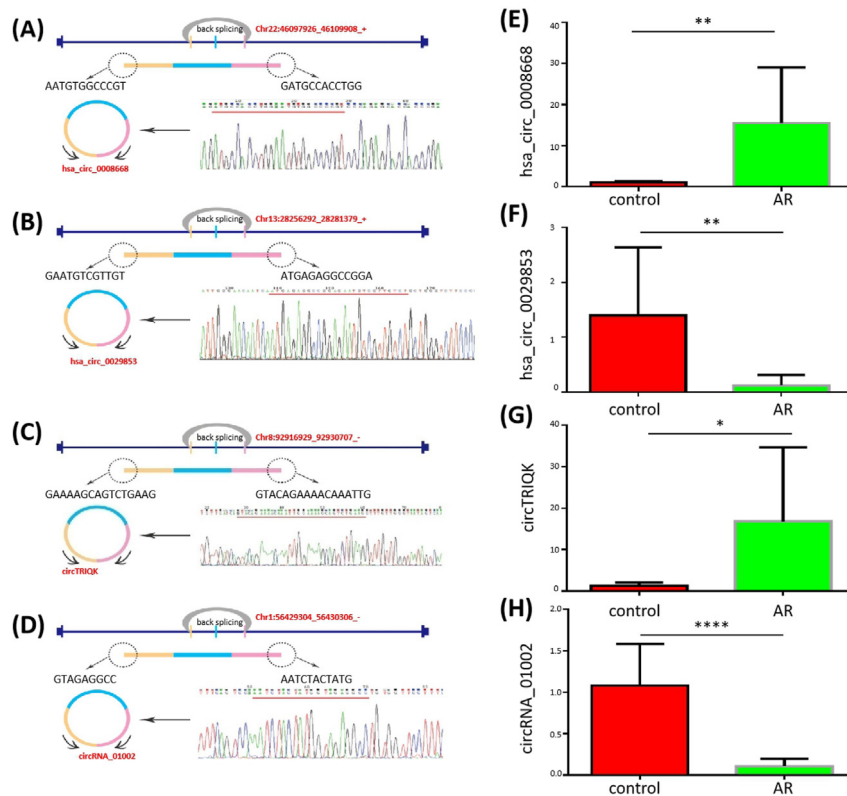 (A)
back splicing
Chr22:46097926_46109908_+
AATGTGGCCCGT
GATGCCACCTGG
hsa_circ_0008668
(B)
back splicing
Chr13:28256292_28281379_+
GAATGTCGTTGT
ATGAGAGGCCGGA
hsa_circ_0029853
(C)
back splicing
Chr8:92916929_92930707_-
GAAAAGCAGTCTGAAG
GTACAGAAAACAAATTG
circTRIQK
(D)
back splicing
Chr1:56429304_56430306_-
GTAGAGGCC
AATCTACTATG
circRNA_01002
(E)
hsa_circ_0008668
40
30
20
10
0
**
control
AR
(F)
hsa_circ_0029853
3
2
1
0
**
control
AR
(G)
circTRIQK
40
30
20
10
0
*
control
AR
(H)
circRNA_01002
2.0
1.5
1.0
0.5
0.0
****
control
AR